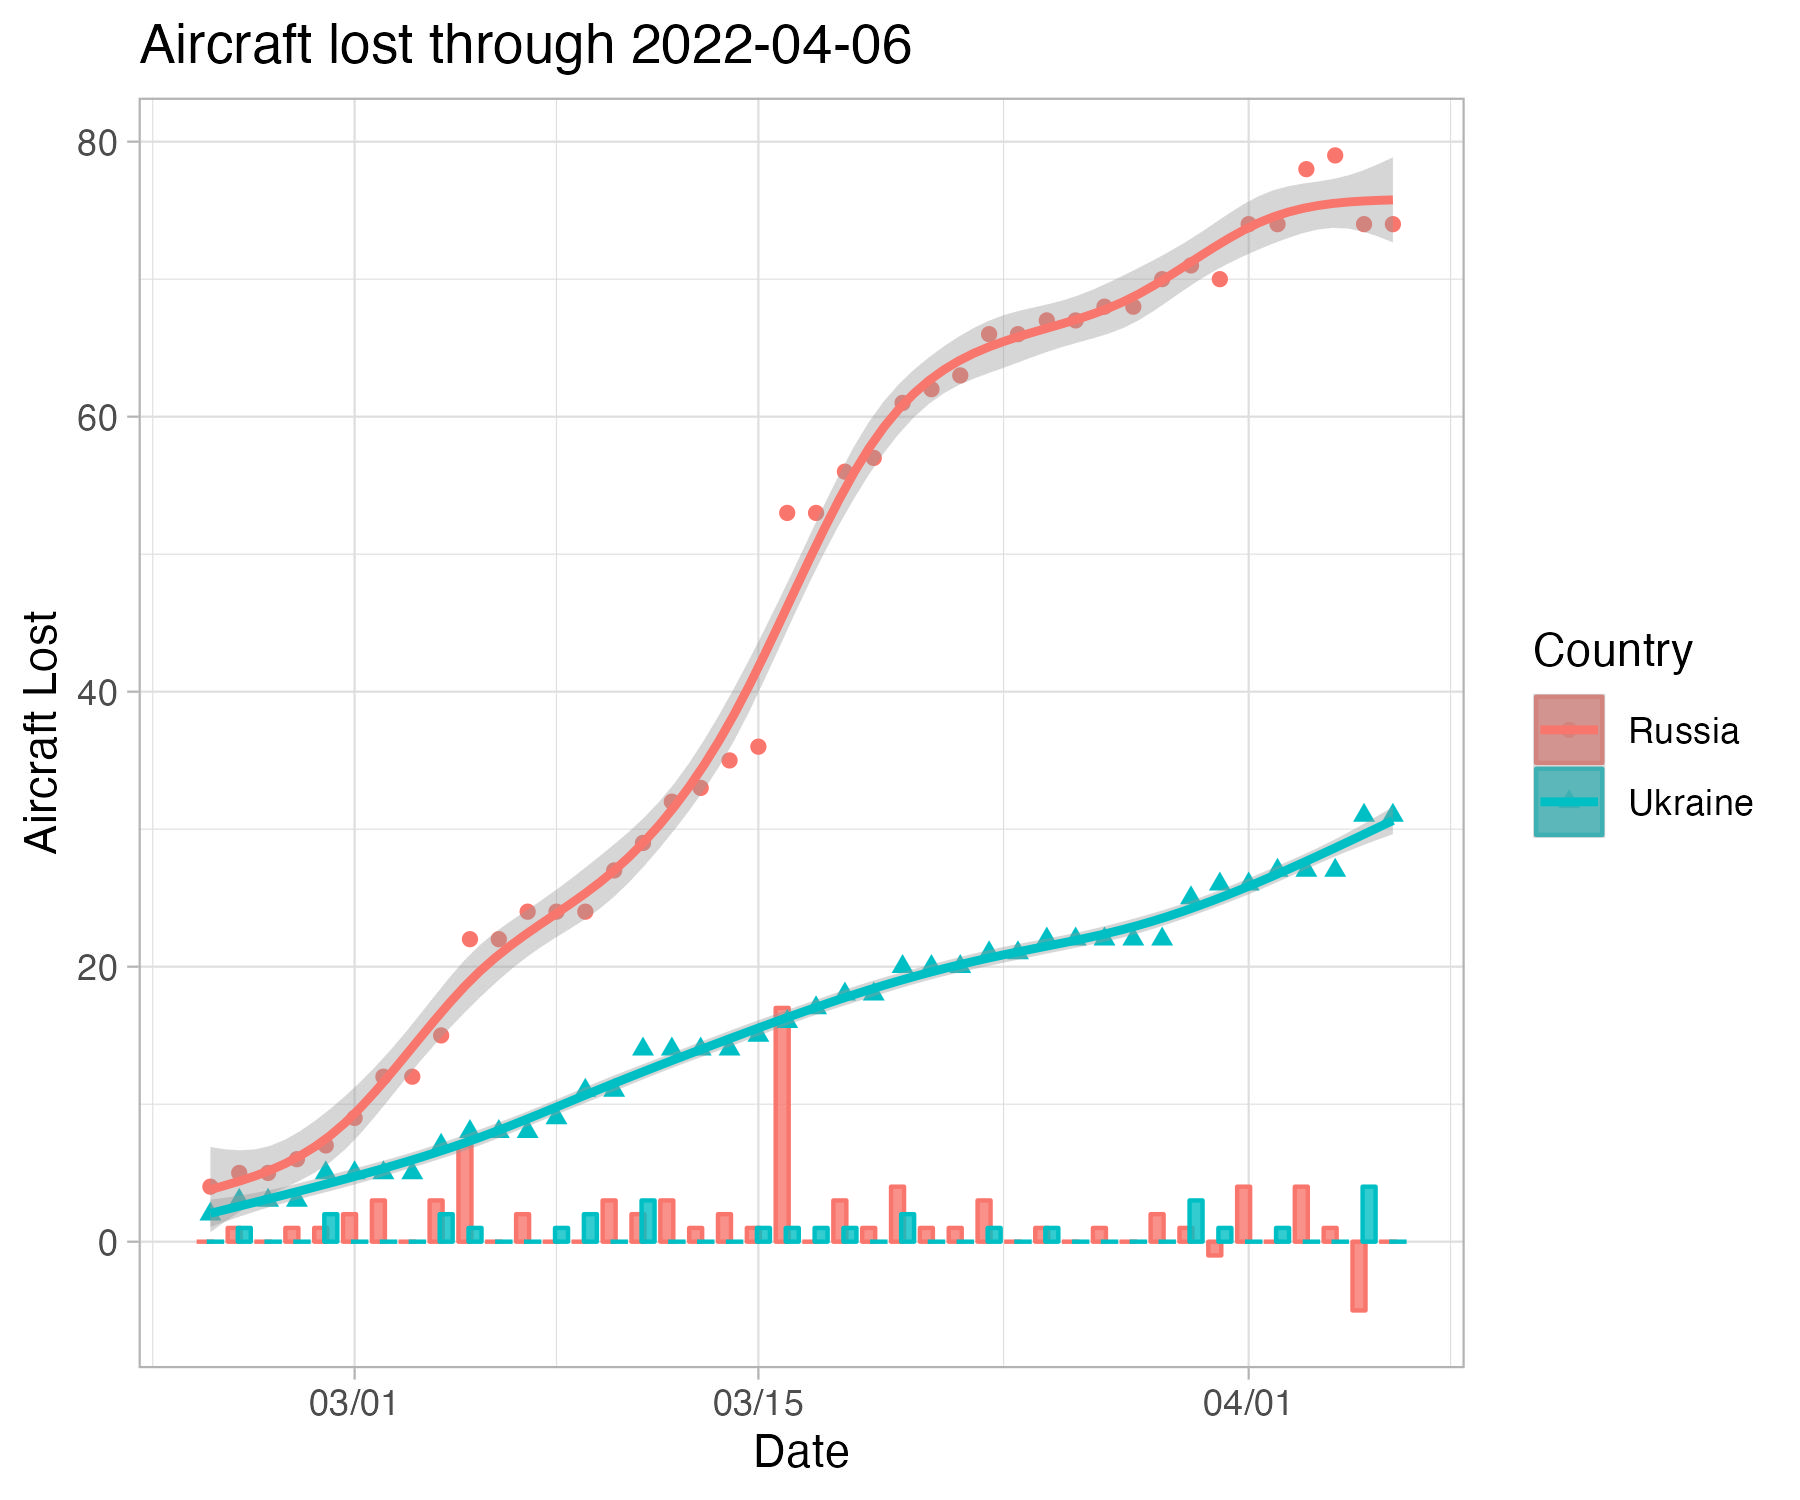 Aircraft lost through 2022-04-06
80
60
40
20
0
Aircraft Lost
03/01
03/15
04/01
Date
Country
Russia
Ukraine